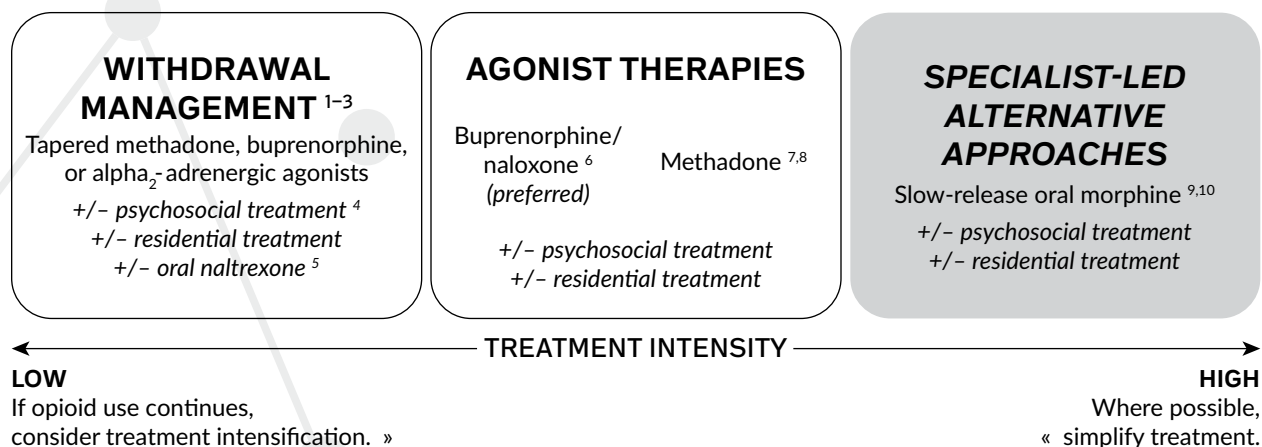 WITHDRAWAL
MANAGEMENT 1–3
Tapered methadone, buprenorphine,
or alpha2-adrenergic agonists
+/– psychosocial treatment 4
+/– residential treatment
+/– oral naltrexone 5
AGONIST THERAPIES
Buprenorphine/
naloxone 6
(preferred)
Methadone 7,8
+/– psychosocial treatment
+/– residential treatment
SPECIALIST-LED
ALTERNATIVE
APPROACHES
Slow-release oral morphine 9,10
+/– psychosocial treatment
+/– residential treatment
TREATMENT INTENSITY
LOW
If opioid use continues,
consider treatment intensification. »
HIGH
Where possible,
« simplify treatment.